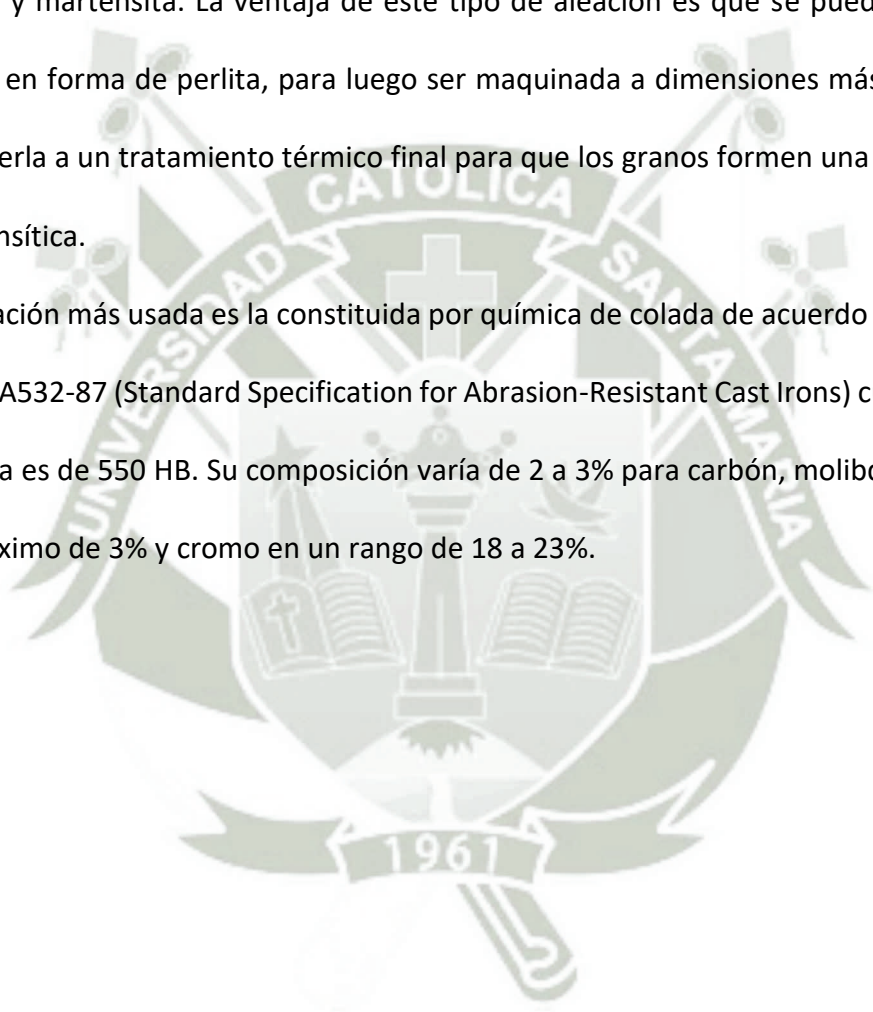 y martensita. La ventaja de este tipo de aleación es que se pued
en forma de perlita, para luego ser maquinada a dimensiones más
erla a un tratamiento térmico final para que los granos formen una
nsítica.
ación más usada es la constituida por química de colada de acuerdo
A532-87 (Standard Specification for Abrasion-Resistant Cast Irons) c
a es de 550 HB. Su composición varía de 2 a 3% para carbón, molibd
ximo de 3% y cromo en un rango de 18 a 23%.
UNIVERSIDAD CATOLICA SANTA MARIA
1961